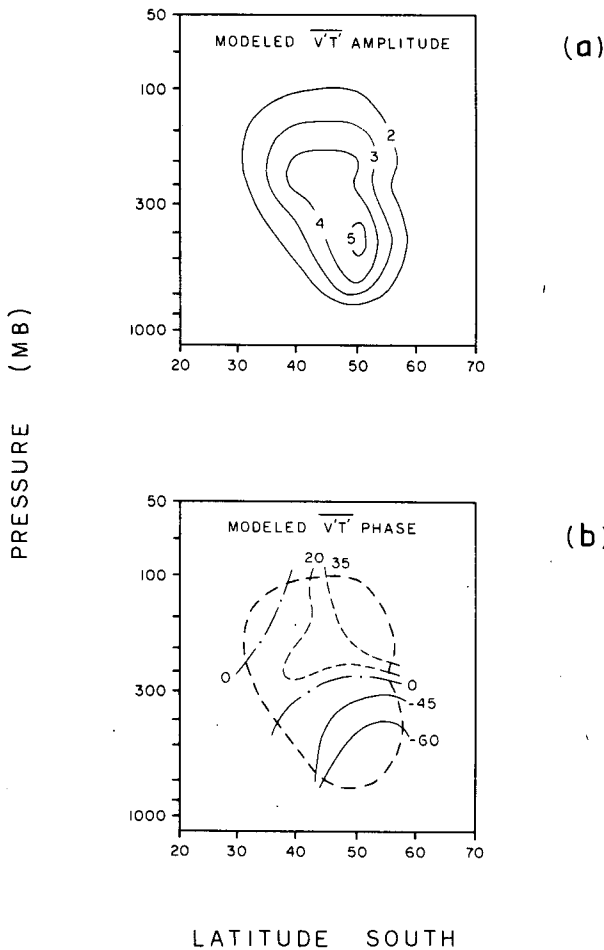 50
MODELED V'T' AMPLITUDE
(a)
100
2
3
300
4
5
1000
20 30 40 50 60 70
PRESSURE (MB)
50
MODELED V'T' PHASE
(b)
20 35
100
0
300
0
-45
-60
1000
20 30 40 50 60 70
LATITUDE SOUTH